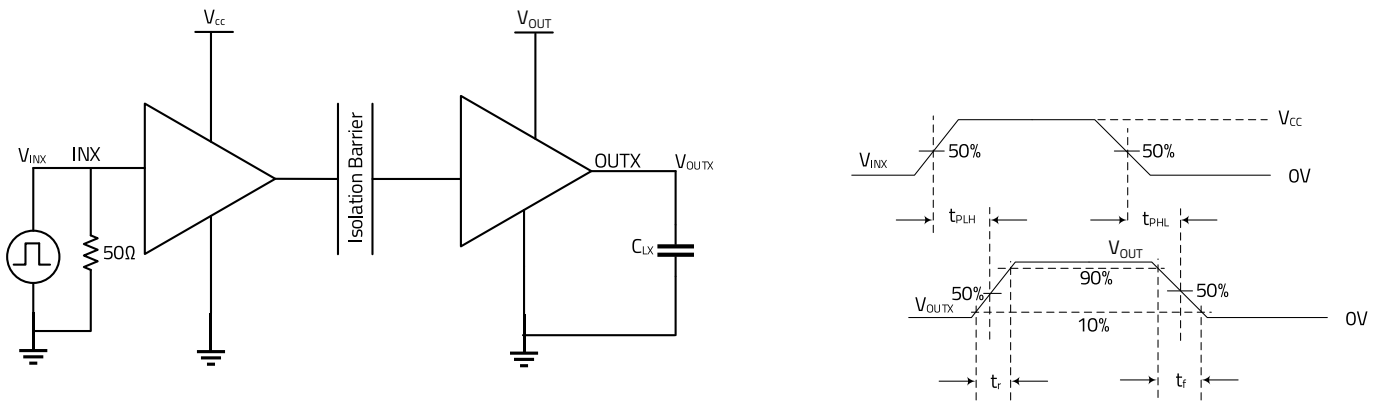 Vcc
VOUT
VINX
INX
50Ω
Isolation Barrier
OUTX
VOUTX
CLX
VCC
VINX
50%
50%
0V
tPLH
tPHL
VOUT
50%
90%
50%
VOUTX
10%
0V
tr
tf